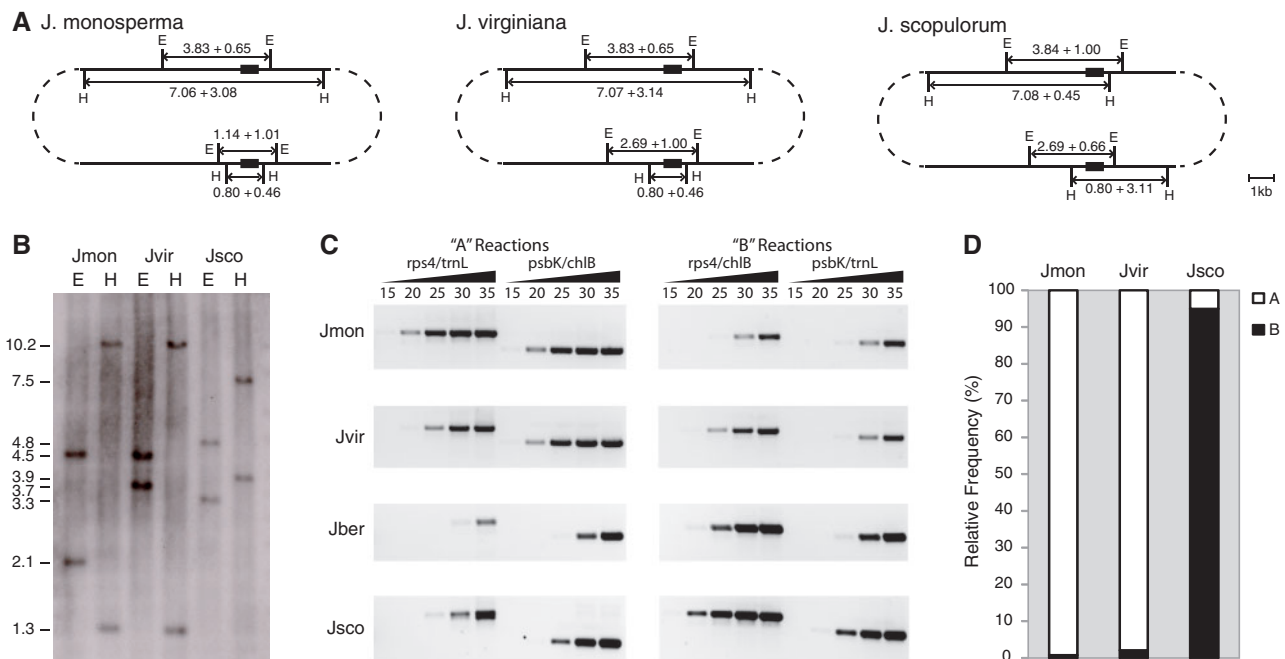 A
J. monosperma
J. virginiana
J. scopulorum
E 3.83 + 0.65 E
H 7.06 + 3.08 H
E 1.14 + 1.01 E
H 0.80 + 0.46 H
E 3.83 + 0.65 E
H 7.07 + 3.14 H
E 2.69 + 1.00 E
H 0.80 + 0.46 H
E 3.84 + 1.00 E
H 7.08 + 0.45 H
E 2.69 + 0.66 E
H 0.80 + 3.11 H
1kb
B
Jmon Jvir Jsco
E H E H E H
10.2
7.5
4.8
4.5
3.9
3.7
3.3
2.1
1.3
C
"A" Reactions
"B" Reactions
rps4/trnL psbK/chlB rps4/chlB psbK/trnL
15 20 25 30 35 15 20 25 30 35 15 20 25 30 35 15 20 25 30 35
Jmon
Jvir
Jber
Jsco
D
Jmon Jvir Jsco
Relative Frequency (%)
100
90
80
70
60
50
40
30
20
10
0
A
B